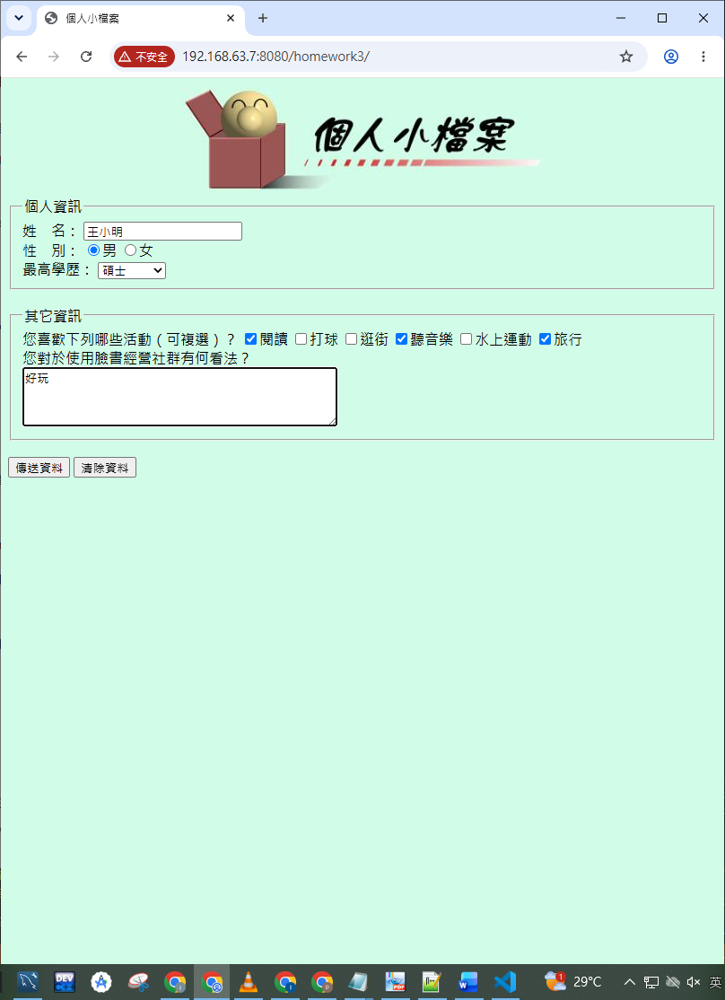 個人小檔案
不安全
192.168.63.7:8080/homework3/
個人小檔案
個人資訊
姓　名： 王小明
性　別： 男 女
最高學歷： 碩士
其它資訊
您喜歡下列哪些活動（可複選）？ 閱讀 打球 逛街 聽音樂 水上運動 旅行
您對於使用臉書經營社群有何看法？
好玩
傳送資料 清除資料
DEV
PDF
W
1
29°C
英